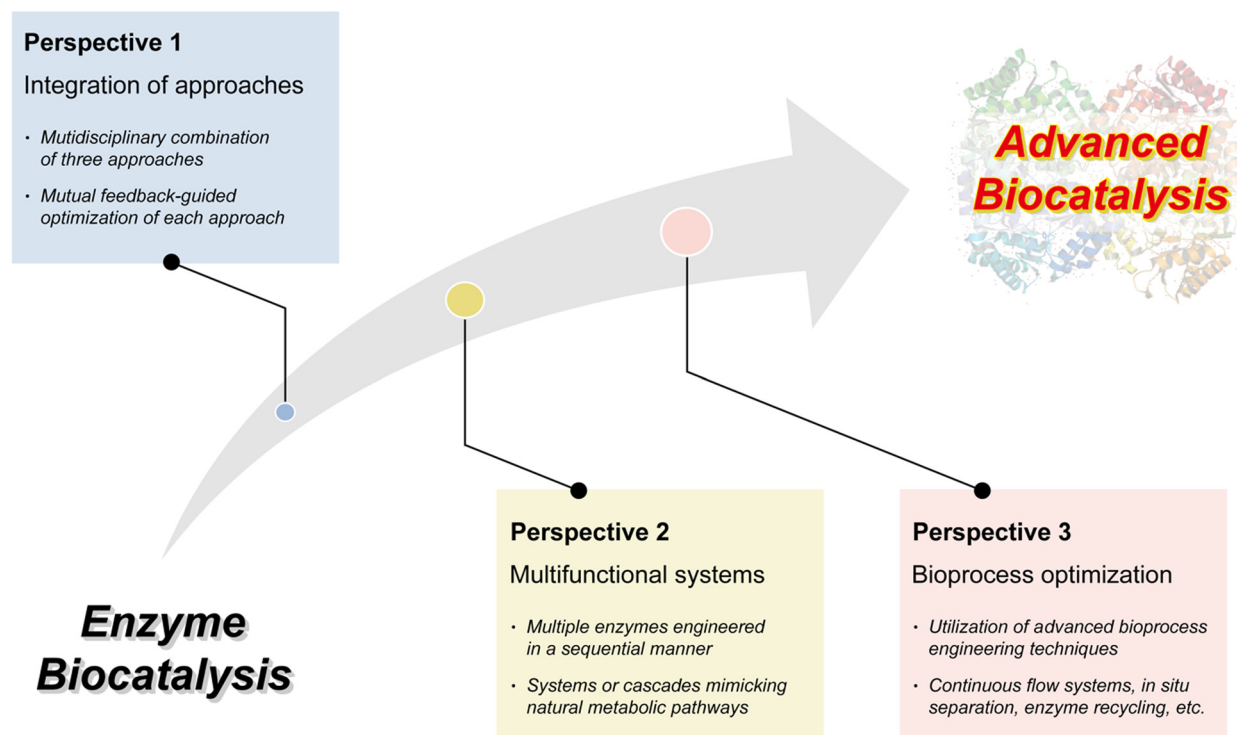 Perspective 1
Integration of approaches
· Mutidisciplinary combination
of three approaches
· Mutual feedback-guided
optimization of each approach
Advanced
Biocatalysis
Enzyme
Biocatalysis
Perspective 2
Multifunctional systems
· Multiple enzymes engineered
in a sequential manner
· Systems or cascades mimicking
natural metabolic pathways
Perspective 3
Bioprocess optimization
· Utilization of advanced bioprocess
engineering techniques
· Continuous flow systems, in situ
separation, enzyme recycling, etc.